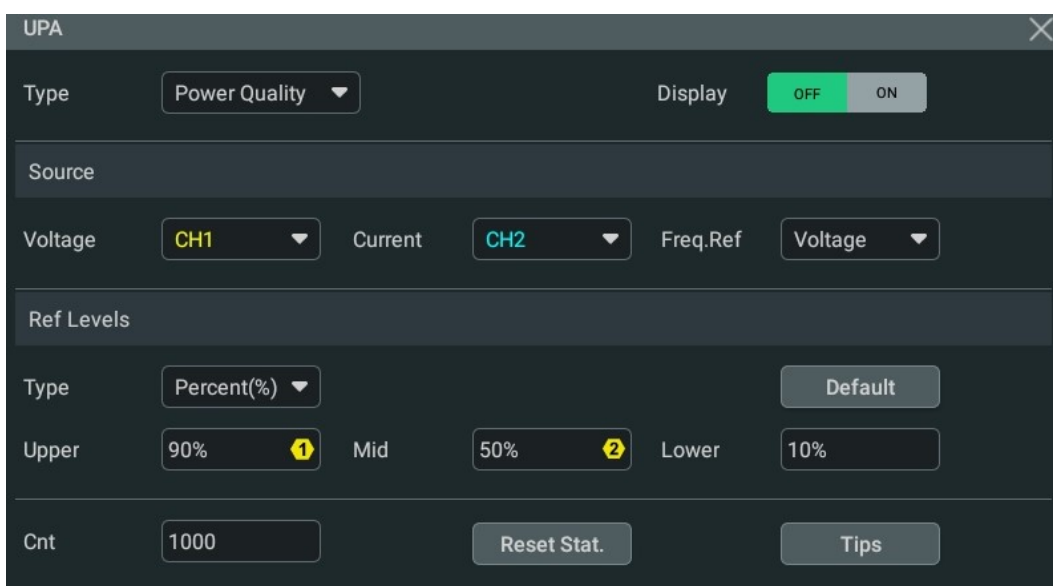 UPA
Type Power Quality Display OFF ON
Source
Voltage CH1 Current CH2 Freq.Ref Voltage
Ref Levels
Type Percent(%) Default
Upper 90% 1 Mid 50% 2 Lower 10%
Cnt 1000 Reset Stat. Tips